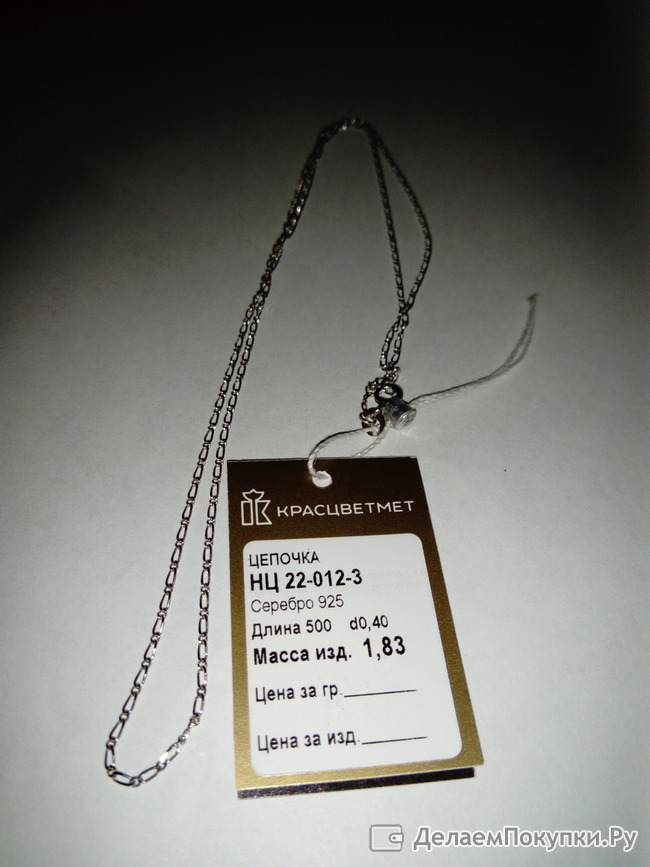 КРАСЦВЕТМЕТ
ЦЕПОЧКА
НЦ 22-012-3
Серебро 925
Длина 500 d0,40
Масса изд. 1,83
Цена за гр.
Цена за изд.
ДелаемПокупки.Ру